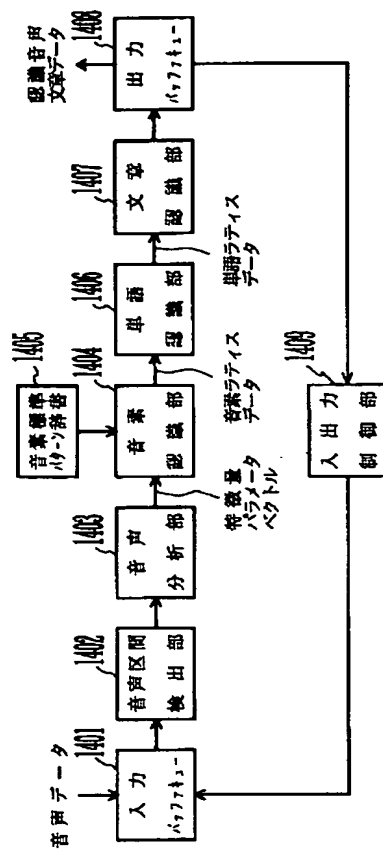 音声データ
1401
入力
バッファキュー
1402
音声区間
検出部
1403
音声
分析部
特徴量
パラメータ
ベクトル
1405
音素標準
パターン辞書
1404
音素
認識部
音素ラティス
データ
1406
単語
認識部
単語ラティス
データ
1407
文章
認識部
1408
出力
バッファキュー
認識音声
文章データ
1409
入出力
制御部